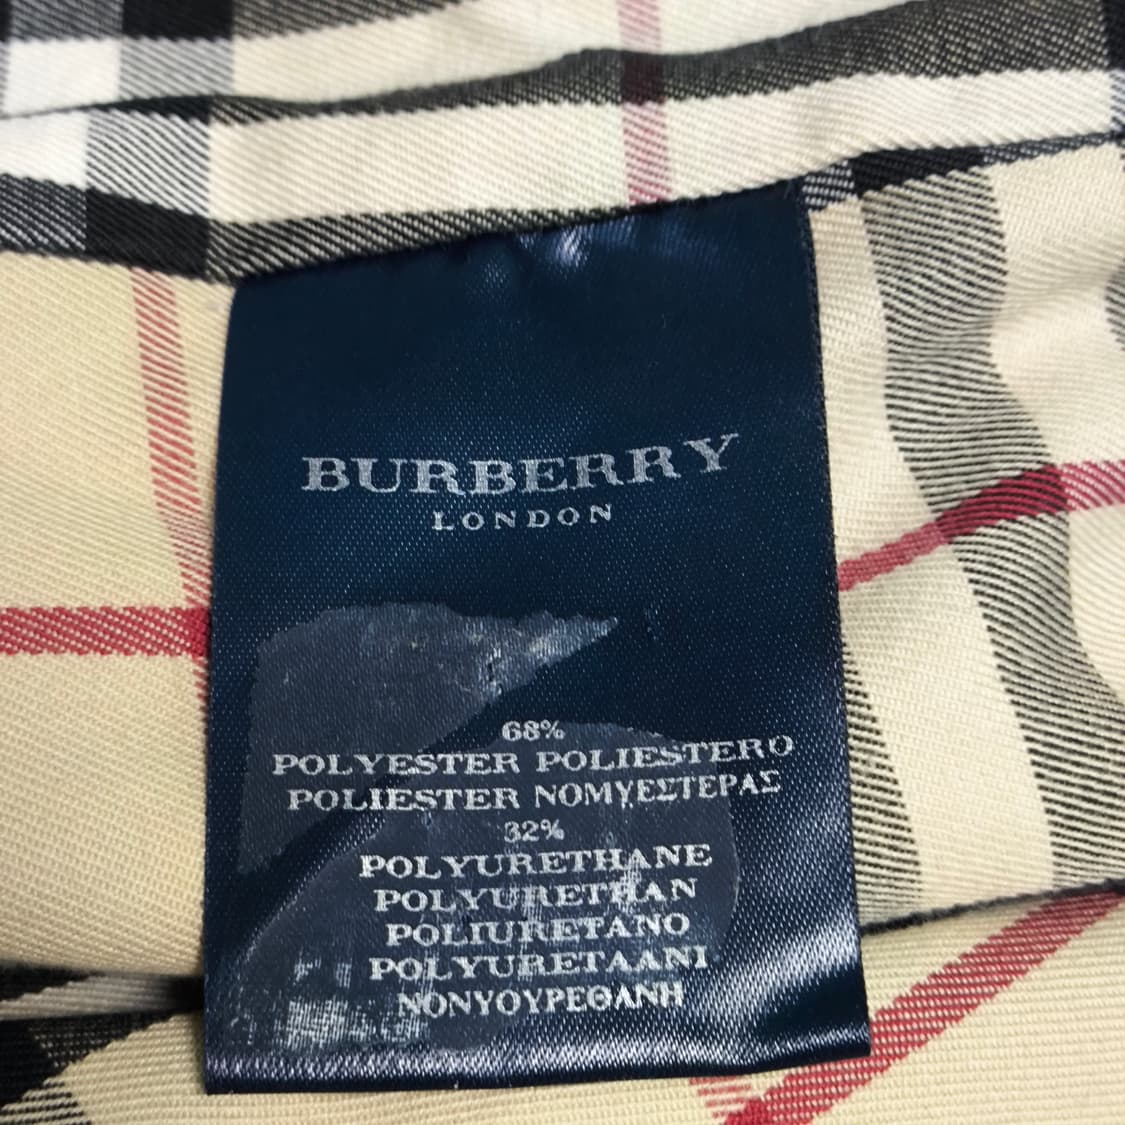 BURBERRY
LONDON
68%
POLYESTER POLIESTERO
POLIESTER ΝΟΜΥΕΣΤΕΡΑΣ
32%
POLYURETHANE
POLYURETHAN
POLIURETANO
POLYURETAANI
ΝΟΝΥΟΥΡΕΘΑΝΗ